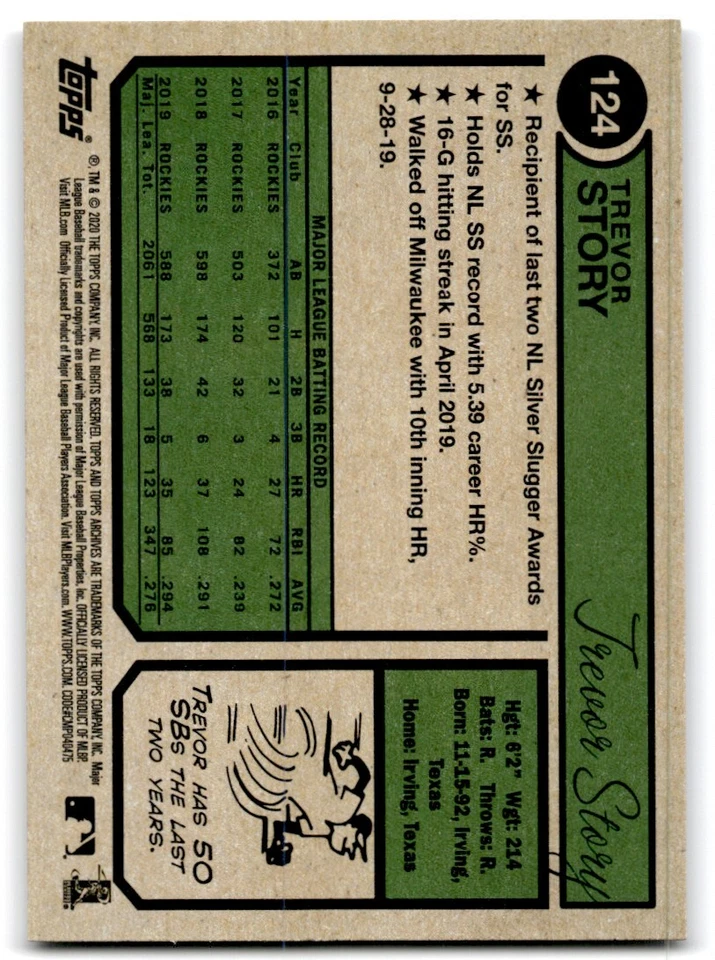 124
TREVOR
STORY
Trevor Story
★ Recipient of last two NL Silver Slugger Awards
for SS.
★ Holds NL SS record with 5.39 career HR%.
★ 16-G hitting streak in April 2019.
★ Walked off Milwaukee with 10th inning HR,
9-28-19.
Hgt: 6'2" Wgt: 214
Bats: R. Throws: R.
Born: 11-15-92, Irving,
Texas
Home: Irving, Texas
MAJOR LEAGUE BATTING RECORD
Year Club AB H 2B 3B HR RBI AVG
2016 ROCKIES 372 101 21 4 27 72 .272
2017 ROCKIES 503 120 32 3 24 82 .239
2018 ROCKIES 598 174 42 6 37 108 .291
2019 ROCKIES 588 173 38 5 35 85 .294
Maj. Lea. Tot. 2061 568 133 18 123 347 .276
TREVOR HAS 50
SBS THE LAST
TWO YEARS.
topps®
®, TM & © 2020 THE TOPPS COMPANY, INC. ALL RIGHTS RESERVED. TOPPS AND TOPPS ARCHIVES ARE TRADEMARKS OF THE TOPPS COMPANY, INC. Major
League Baseball trademarks and copyrights are used with permission of Major League Baseball Properties, Inc. OFFICIALLY LICENSED PRODUCT OF MLBP.
Visit MLB.com Officially Licensed Product of Major League Baseball Players Association. Visit MLBPlayers.com. WWW.TOPPS.COM. CODE#CMP040475